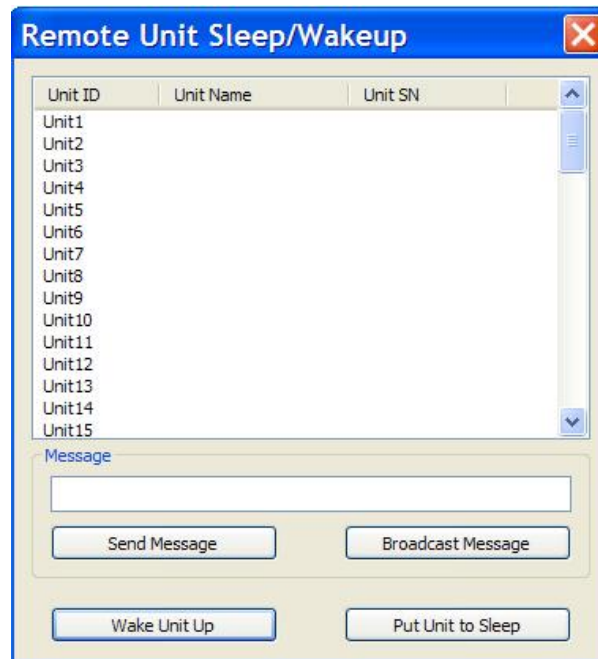 Remote Unit Sleep/Wakeup
Unit ID Unit Name Unit SN
Unit1
Unit2
Unit3
Unit4
Unit5
Unit6
Unit7
Unit8
Unit9
Unit10
Unit11
Unit12
Unit13
Unit14
Unit15
Message
Send Message Broadcast Message
Wake Unit Up Put Unit to Sleep